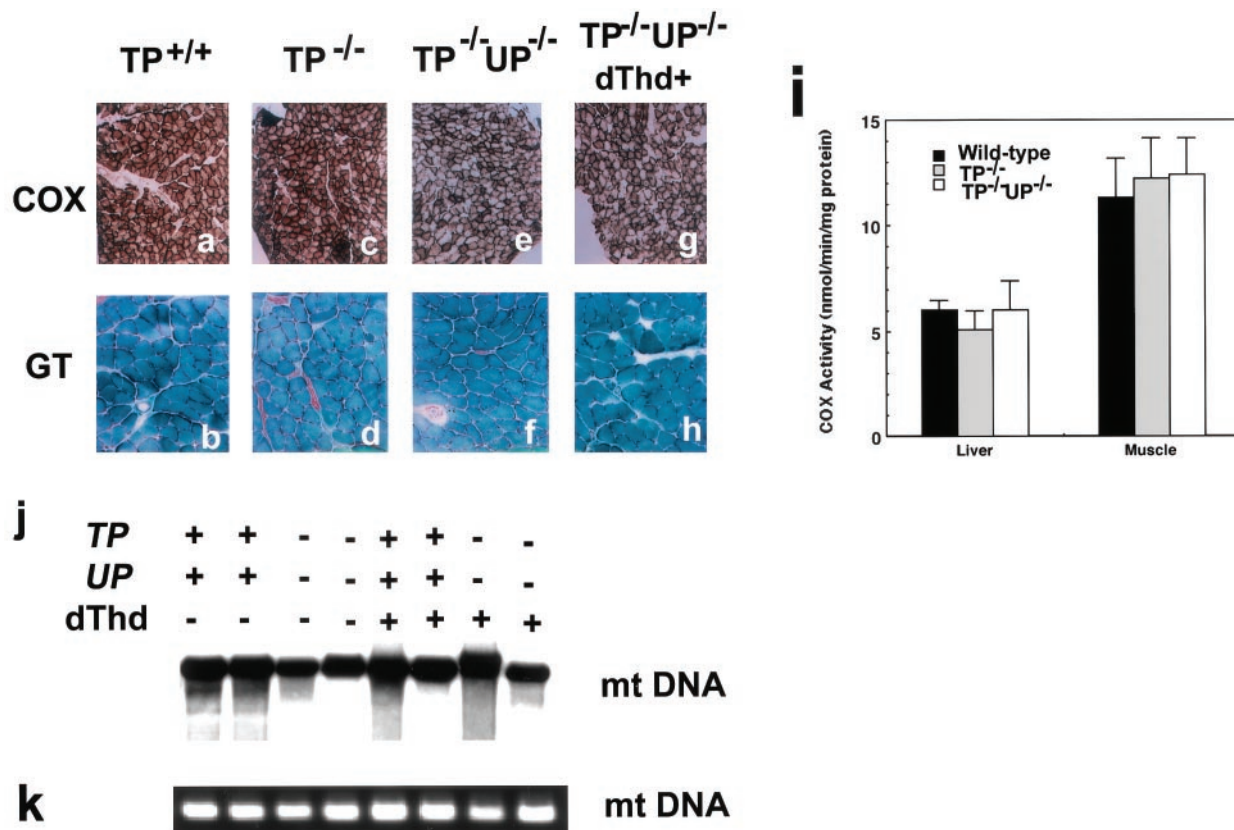 TP+/+ TP-/- TP-/-UP-/- TP-/-UP-/-
dThd+
COX
a c e g
GT
b d f h
i
15
10
5
0
COX Activity (nmol/min/mg protein)
Wild-type
TP-/-
TP-/-UP-/-
Liver Muscle
j
TP + + - - + + - -
UP + + - - + + - -
dThd - - - - + + + +
mt DNA
k
mt DNA